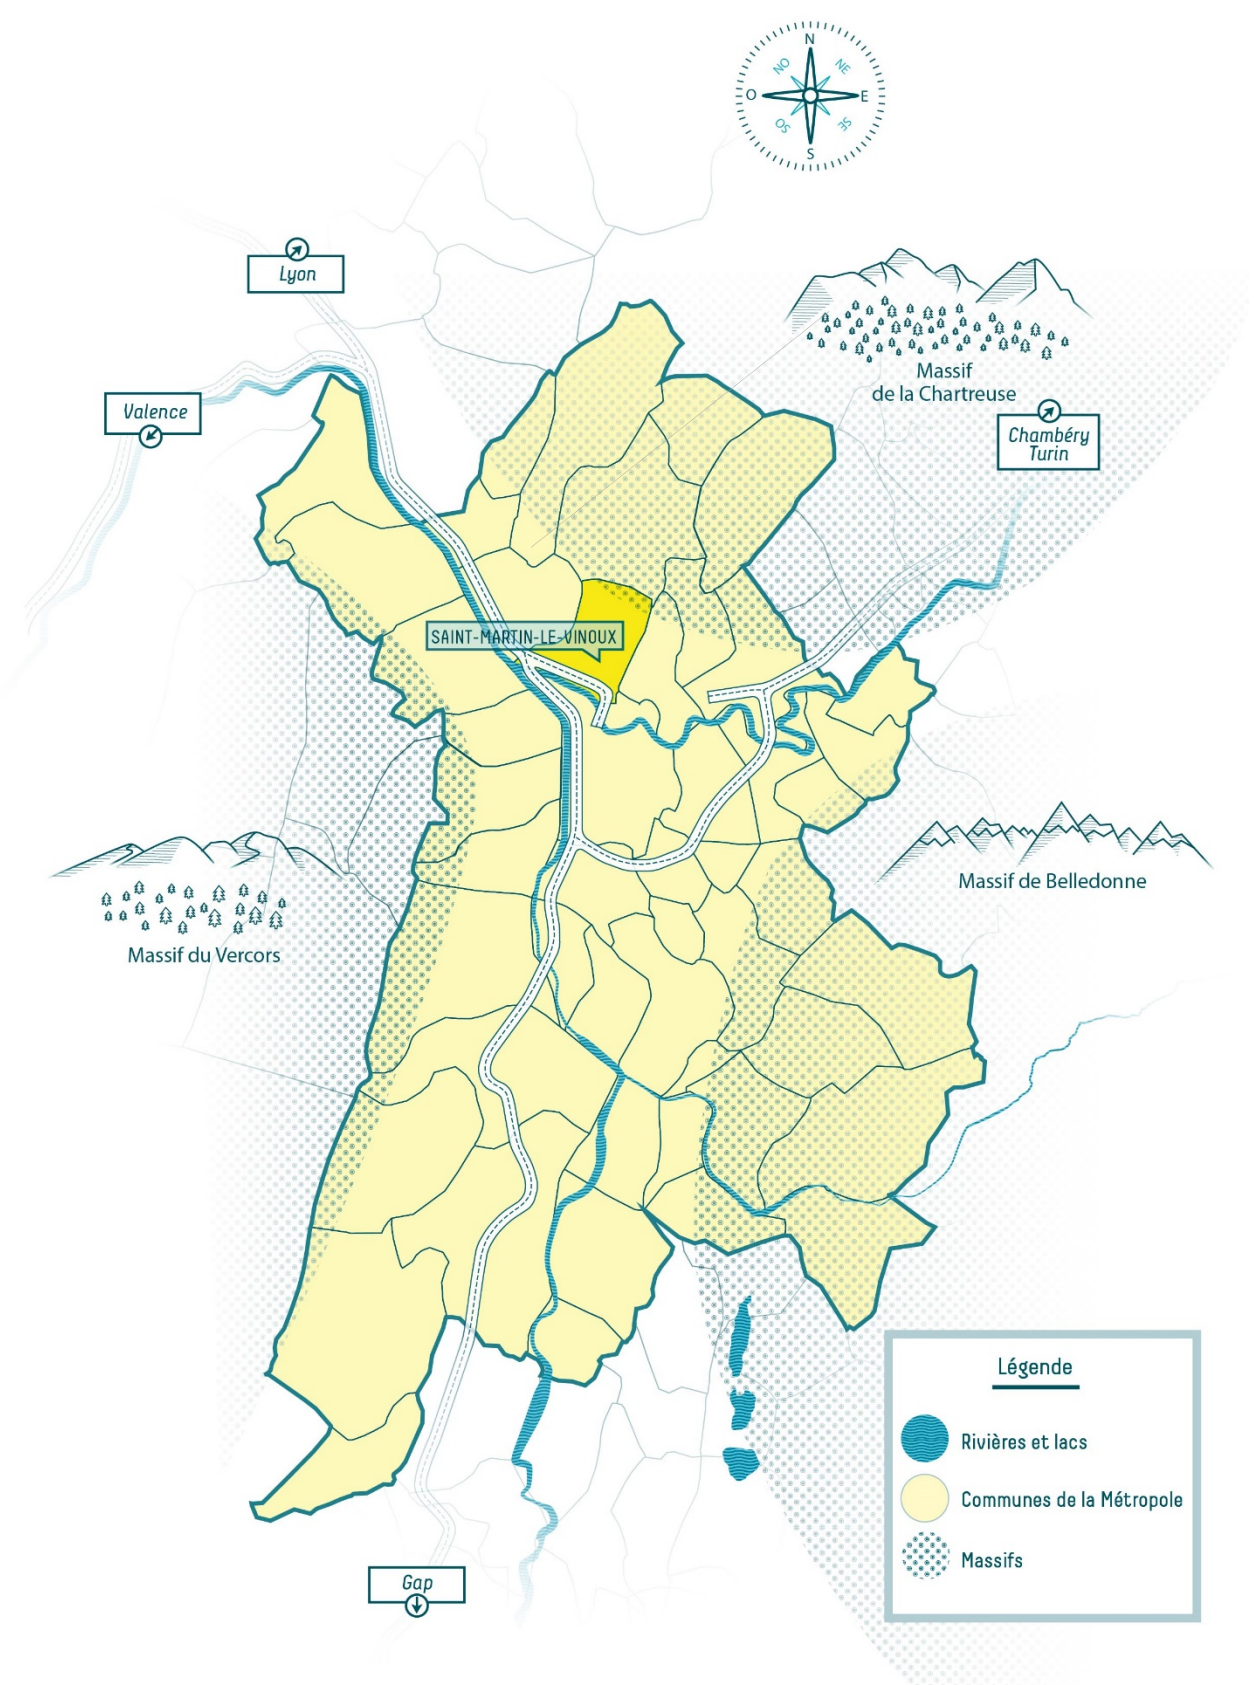 N
NO
NE
O
E
SO
SE
S
Lyon
Massif
de la Chartreuse
Valence
Chambéry
Turin
SAINT-MARTIN-LE-VINOUX
Massif de Belledonne
Massif du Vercors
Légende
Rivières et lacs
Communes de la Métropole
Massifs
Gap